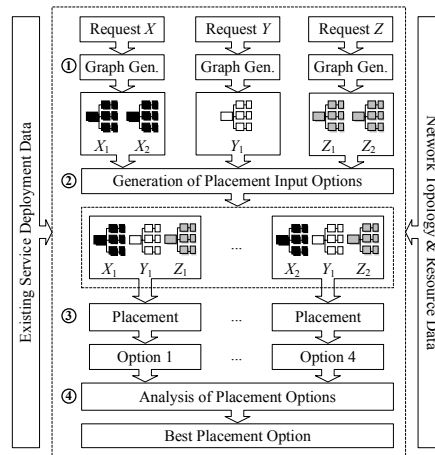 Request X
Request Y
Request Z
①
Graph Gen.
Graph Gen.
Graph Gen.
X1
X2
Y1
Z1
Z2
②
Generation of Placement Input Options
X1
Y1
Z1
...
X2
Y1
Z2
③
Placement
...
Placement
Option 1
...
Option 4
④
Analysis of Placement Options
Best Placement Option
Existing Service Deployment Data
Network Topology & Resource Data